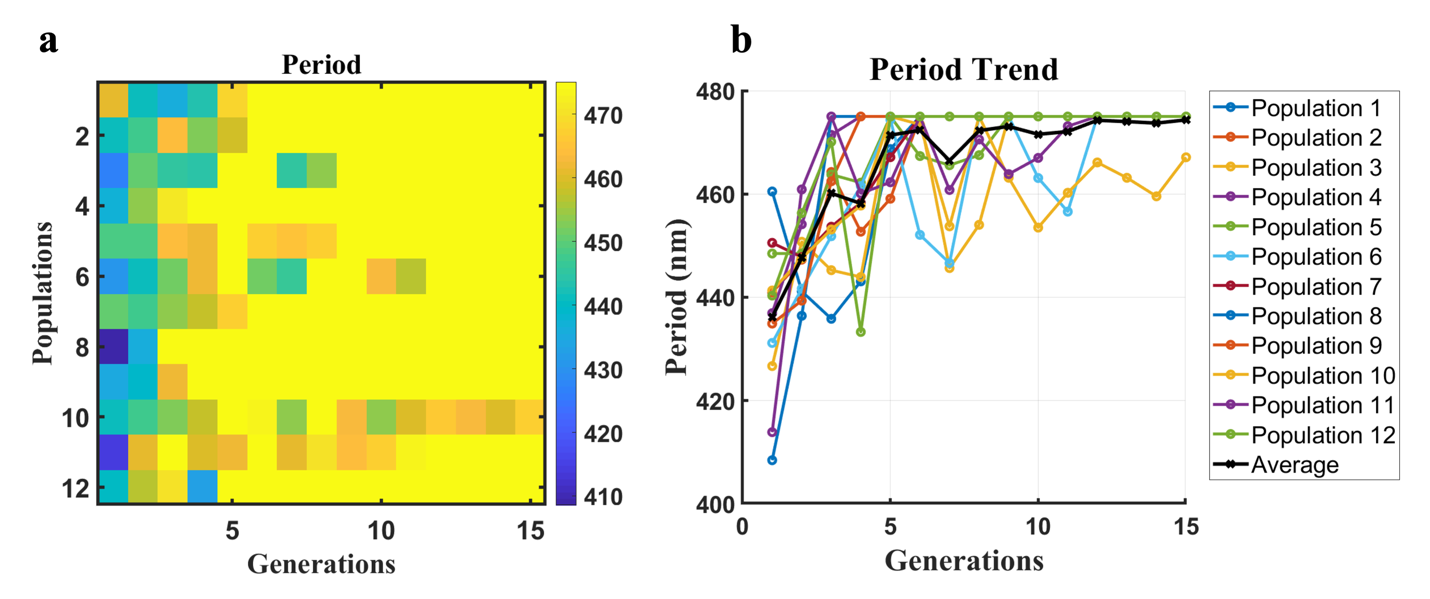 a
Period
Populations
2
4
6
8
10
12
5
10
15
Generations
470
460
450
440
430
420
410
b
Period Trend
Period (nm)
480
460
440
420
400
0
5
10
15
Generations
Population 1
Population 2
Population 3
Population 4
Population 5
Population 6
Population 7
Population 8
Population 9
Population 10
Population 11
Population 12
Average